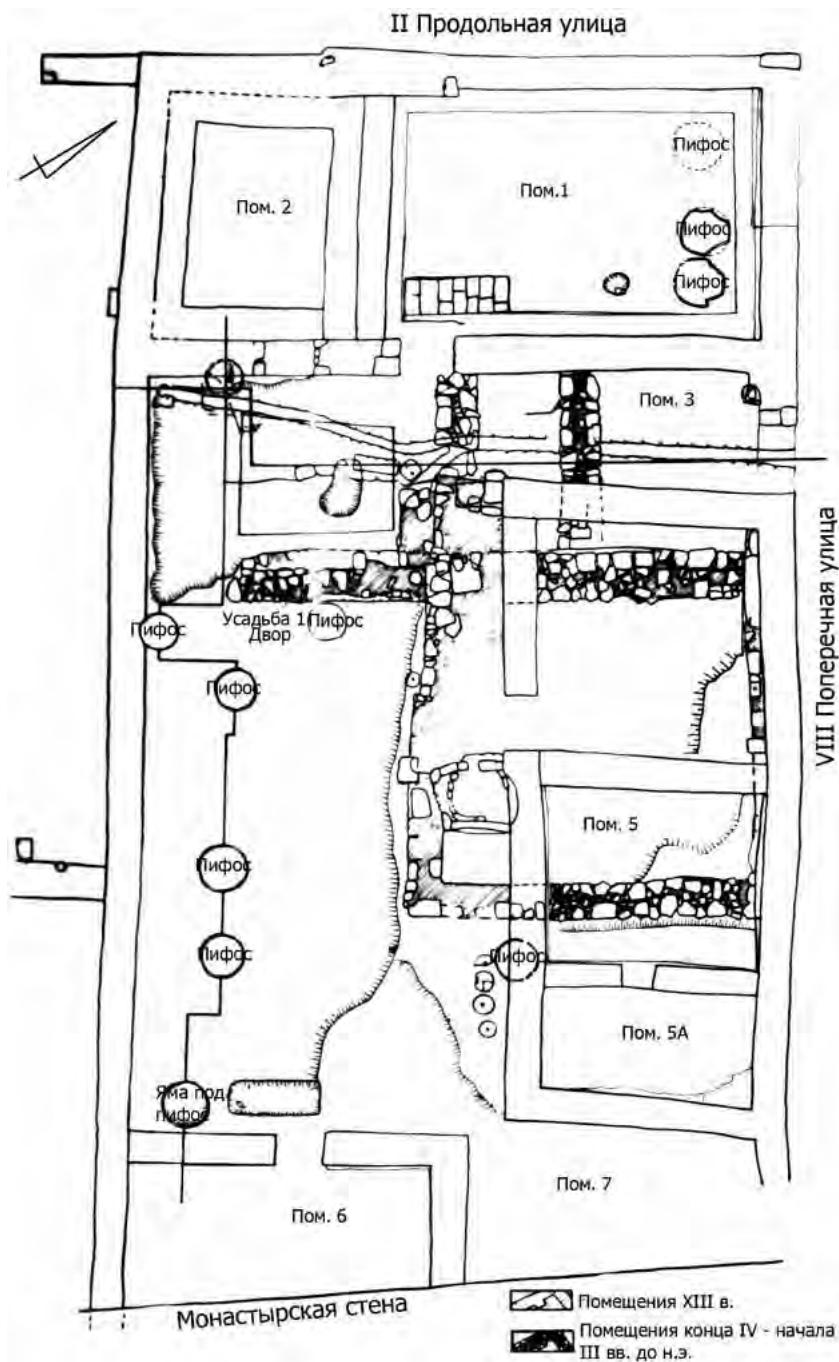 II Продольная улица
Пифос
Пом. 2
Пом.1
Пифос
Пифос
Пом. 3
VIII Поперечная улица
Усадьба 1
Двор
Пифос
Пифос
Пифос
Пом. 5
Пифос
Пифос
Пифос
Пом. 5А
Яма под
пифос
Пом. 7
Пом. 6
Монастырская стена
Помещения XIII в.
Помещения конца IV - начала
III вв. до н.э.